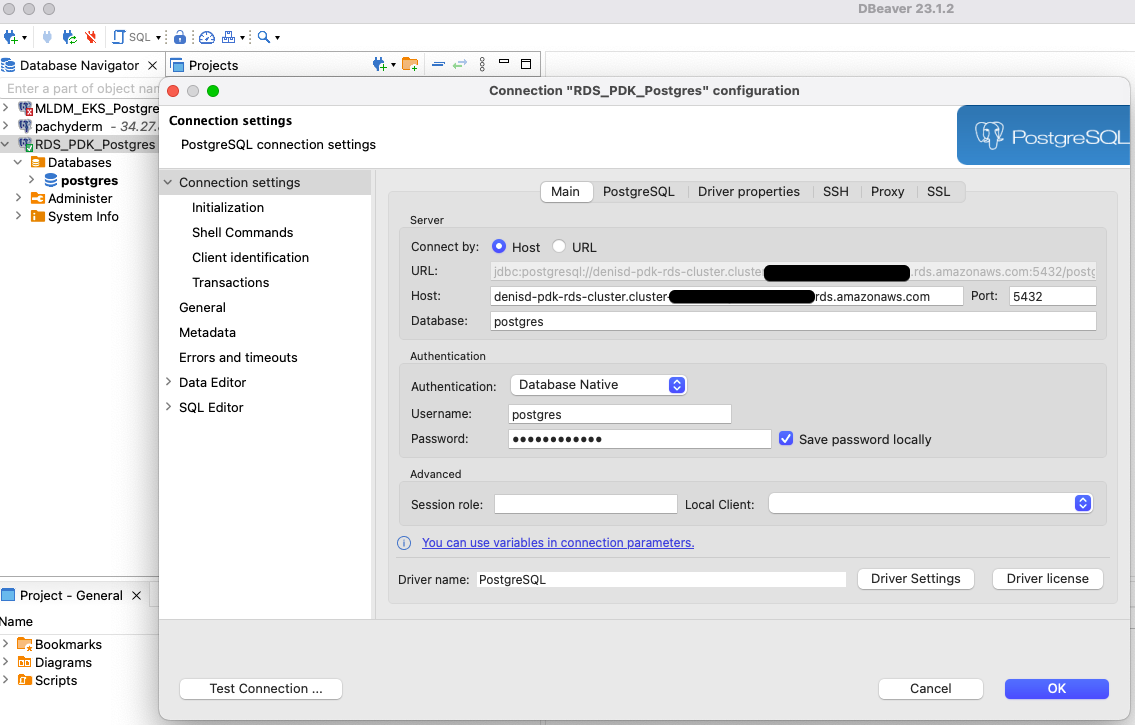 DBeaver 23.1.2
SQL
Database Navigator
Projects
Enter a part of object nam
MLDM_EKS_Postgre
pachyderm - 34.27.
RDS_PDK_Postgres
Databases
postgres
Administer
System Info
Project - General
Name
Bookmarks
Diagrams
Scripts
Connection "RDS_PDK_Postgres" configuration
Connection settings
PostgreSQL connection settings
PostgreSQL
Connection settings
Initialization
Shell Commands
Client identification
Transactions
General
Metadata
Errors and timeouts
Data Editor
SQL Editor
Main PostgreSQL Driver properties SSH Proxy SSL
Server
Connect by: Host URL
URL: jdbc:postgresql://denisd-pdk-rds-cluster.cluste .rds.amazonaws.com:5432/postg
Host: denisd-pdk-rds-cluster.cluster- rds.amazonaws.com Port: 5432
Database: postgres
Authentication
Authentication: Database Native
Username: postgres
Password: ••••••••••••  Save password locally
Advanced
Session role: Local Client:
You can use variables in connection parameters.
Driver name: PostgreSQL Driver Settings Driver license
Test Connection ... Cancel OK